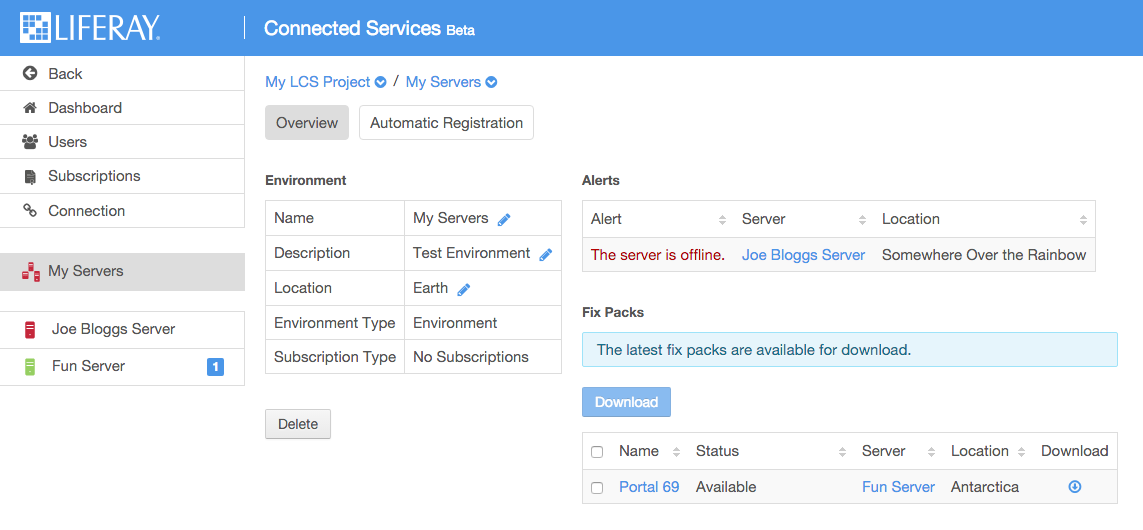 LIFERAY. Connected Services Beta
Back
Dashboard
Users
Subscriptions
Connection
My Servers
Joe Bloggs Server
Fun Server 1
My LCS Project / My Servers
Overview Automatic Registration
Environment
Name My Servers
Description Test Environment
Location Earth
Environment Type Environment
Subscription Type No Subscriptions
Delete
Alerts
Alert Server Location
The server is offline. Joe Bloggs Server Somewhere Over the Rainbow
Fix Packs
The latest fix packs are available for download.
Download
Name Status Server Location Download
Portal 69 Available Fun Server Antarctica